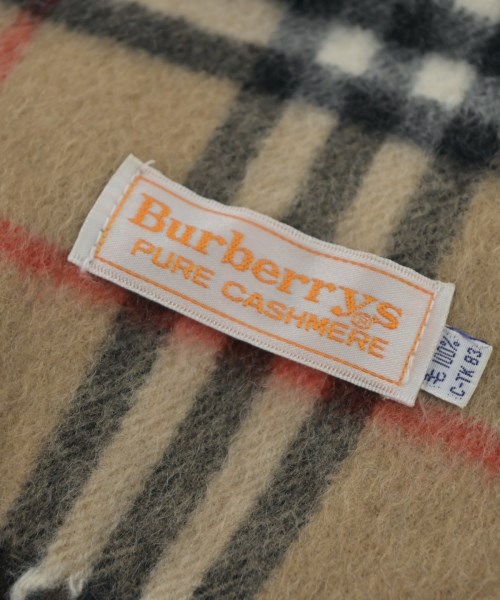 Burberrys®
PURE CASHMERE
毛 100%
C-TK 83